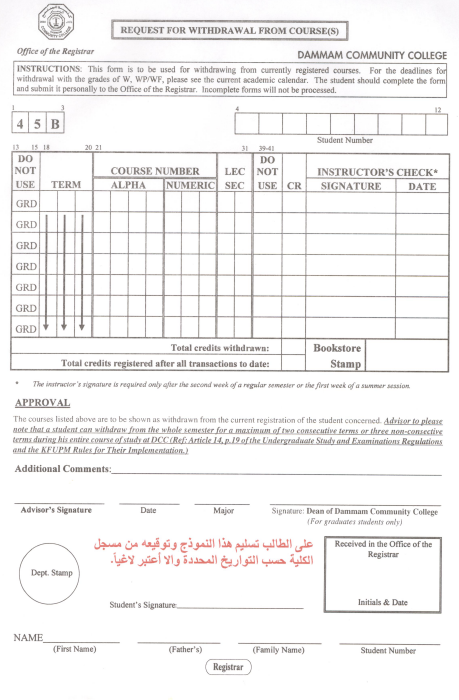 REQUEST FOR WITHDRAWAL FROM COURSE(S)
Office of the Registrar
DAMMAM COMMUNITY COLLEGE
INSTRUCTIONS: This form is to be used for withdrawing from currently registered courses. For the deadlines for
withdrawal with the grades of W, WP/WF, please see the current academic calendar. The student should complete the form
and submit it personally to the Office of the Registrar. Incomplete forms will not be processed.
1 3 4 12
4 5 B
Student Number
13 15 18 20 21 31 39-41
DO NOT USE TERM COURSE NUMBER LEC SEC DO NOT USE CR INSTRUCTOR'S CHECK*
ALPHA NUMERIC SIGNATURE DATE
GRD
GRD
GRD
GRD
GRD
GRD
GRD
Total credits withdrawn: Bookstore
Total credits registered after all transactions to date: Stamp
* The instructor's signature is required only after the second week of a regular semester or the first week of a summer session.
APPROVAL
The courses listed above are to be shown as withdrawn from the current registration of the student concerned. Advisor to please
note that a student can withdraw from the whole semester for a maximum of two consecutive terms or three non-consective
terms during his entire course of study at DCC (Ref: Article 14, p.19 of the Undergraduate Study and Examinations Regulations
and the KFUPM Rules for Their Implementation.)
Additional Comments:
Advisor's Signature Date Major Signature: Dean of Dammam Community College
(For graduates students only)
على الطالب تسليم هذا النموذج وتوقيعه من مسجل
الكلية حسب التواريخ المحددة والا أعتبر لاغياً.
Received in the Office of the
Registrar
Dept. Stamp
Initials & Date
Student's Signature:
NAME
(First Name) (Father's) (Family Name) Student Number
Registrar